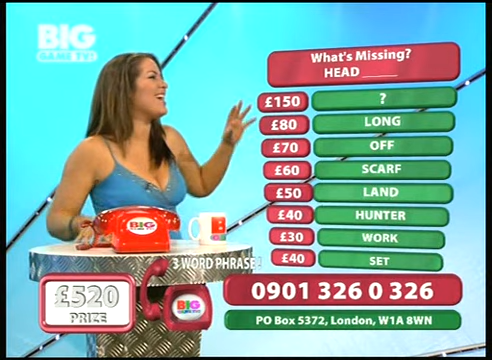 BIG
GAME TV!
What's Missing?
HEAD _____
£150 ?
£80 LONG
£70 OFF
£60 SCARF
£50 LAND
£40 HUNTER
£30 WORK
£40 SET
BIG
3 WORD PHRASE!
£520
PRIZE
BIG
GAME TV!
0901 326 0 326
PO Box 5372, London, W1A 8WN